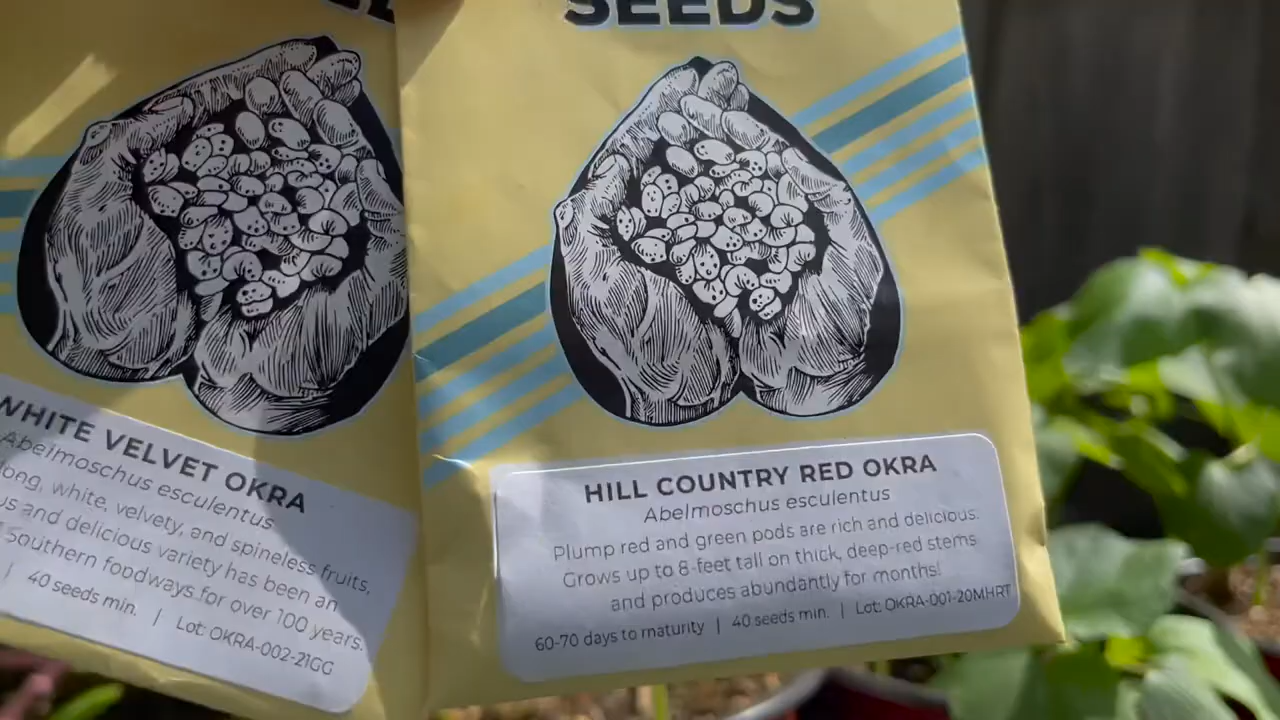 SEEDS
WHITE VELVET OKRA
Abelmoschus esculentus
long, white, velvety, and spineless fruits,
and delicious variety has been an
Southern foodways for over 100 years.
| 40 seeds min. | Lot: OKRA-002-21GG
HILL COUNTRY RED OKRA
Abelmoschus esculentus
Plump red and green pods are rich and delicious.
Grows up to 8-feet tall on thick, deep-red stems
and produces abundantly for months!
60-70 days to maturity | 40 seeds min. | Lot: OKRA-001-20MHRT